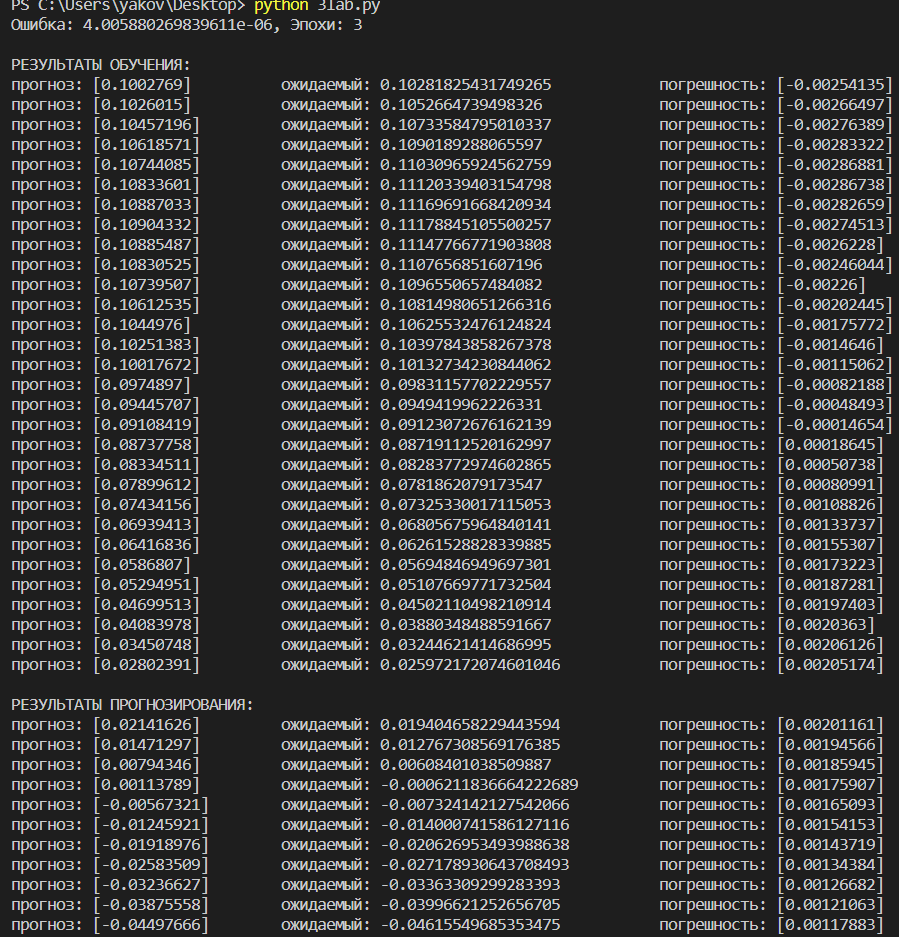 PS C:\Users\yakov\Desktop> python 3lab.py
Ошибка: 4.005880269839611e-06, Эпохи: 3
РЕЗУЛЬТАТЫ ОБУЧЕНИЯ:
прогноз: [0.1002769] ожидаемый: 0.10281825431749265 погрешность: [-0.00254135]
прогноз: [0.1026015] ожидаемый: 0.1052664739498326 погрешность: [-0.00266497]
прогноз: [0.10457196] ожидаемый: 0.10733584795010337 погрешность: [-0.00276389]
прогноз: [0.10618571] ожидаемый: 0.1090189288065597 погрешность: [-0.00283322]
прогноз: [0.10744085] ожидаемый: 0.11030965924562759 погрешность: [-0.00286881]
прогноз: [0.10833601] ожидаемый: 0.11120339403154798 погрешность: [-0.00286738]
прогноз: [0.10887033] ожидаемый: 0.11169691668420934 погрешность: [-0.00282659]
прогноз: [0.10904332] ожидаемый: 0.11178845105500257 погрешность: [-0.00274513]
прогноз: [0.10885487] ожидаемый: 0.11147766771903808 погрешность: [-0.0026228]
прогноз: [0.10830525] ожидаемый: 0.1107656851607196 погрешность: [-0.00246044]
прогноз: [0.10739507] ожидаемый: 0.1096550657484082 погрешность: [-0.00226]
прогноз: [0.10612535] ожидаемый: 0.10814980651266316 погрешность: [-0.00202445]
прогноз: [0.1044976] ожидаемый: 0.10625532476124824 погрешность: [-0.00175772]
прогноз: [0.10251383] ожидаемый: 0.10397843858267378 погрешность: [-0.0014646]
прогноз: [0.10017672] ожидаемый: 0.10132734230844062 погрешность: [-0.00115062]
прогноз: [0.0974897] ожидаемый: 0.09831157702229557 погрешность: [-0.00082188]
прогноз: [0.09445707] ожидаемый: 0.0949419962226331 погрешность: [-0.00048493]
прогноз: [0.09108419] ожидаемый: 0.09123072676162139 погрешность: [-0.00014654]
прогноз: [0.08737758] ожидаемый: 0.08719112520162997 погрешность: [0.00018645]
прогноз: [0.08334511] ожидаемый: 0.08283772974602865 погрешность: [0.00050738]
прогноз: [0.07899612] ожидаемый: 0.0781862079173547 погрешность: [0.00080991]
прогноз: [0.07434156] ожидаемый: 0.07325330017115053 погрешность: [0.00108826]
прогноз: [0.06939413] ожидаемый: 0.06805675964840141 погрешность: [0.00133737]
прогноз: [0.06416836] ожидаемый: 0.06261528828339885 погрешность: [0.00155307]
прогноз: [0.0586807] ожидаемый: 0.05694846949697301 погрешность: [0.00173223]
прогноз: [0.05294951] ожидаемый: 0.05107669771732504 погрешность: [0.00187281]
прогноз: [0.04699513] ожидаемый: 0.04502110498210914 погрешность: [0.00197403]
прогноз: [0.04083978] ожидаемый: 0.03880348488591667 погрешность: [0.0020363]
прогноз: [0.03450748] ожидаемый: 0.03244621414686995 погрешность: [0.00206126]
прогноз: [0.02802391] ожидаемый: 0.025972172074601046 погрешность: [0.00205174]
РЕЗУЛЬТАТЫ ПРОГНОЗИРОВАНИЯ:
прогноз: [0.02141626] ожидаемый: 0.019404658229443594 погрешность: [0.00201161]
прогноз: [0.01471297] ожидаемый: 0.012767308569176385 погрешность: [0.00194566]
прогноз: [0.00794346] ожидаемый: 0.00608401038509887 погрешность: [0.00185945]
прогноз: [0.00113789] ожидаемый: -0.0006211836664222689 погрешность: [0.00175907]
прогноз: [-0.00567321] ожидаемый: -0.007324142127542066 погрешность: [0.00165093]
прогноз: [-0.01245921] ожидаемый: -0.014000741586127116 погрешность: [0.00154153]
прогноз: [-0.01918976] ожидаемый: -0.020626953493988638 погрешность: [0.00143719]
прогноз: [-0.02583509] ожидаемый: -0.027178930643708493 погрешность: [0.00134384]
прогноз: [-0.03236627] ожидаемый: -0.03363309299283393 погрешность: [0.00126682]
прогноз: [-0.03875558] ожидаемый: -0.03996621252656705 погрешность: [0.00121063]
прогноз: [-0.04497666] ожидаемый: -0.04615549685353475 погрешность: [0.00117883]